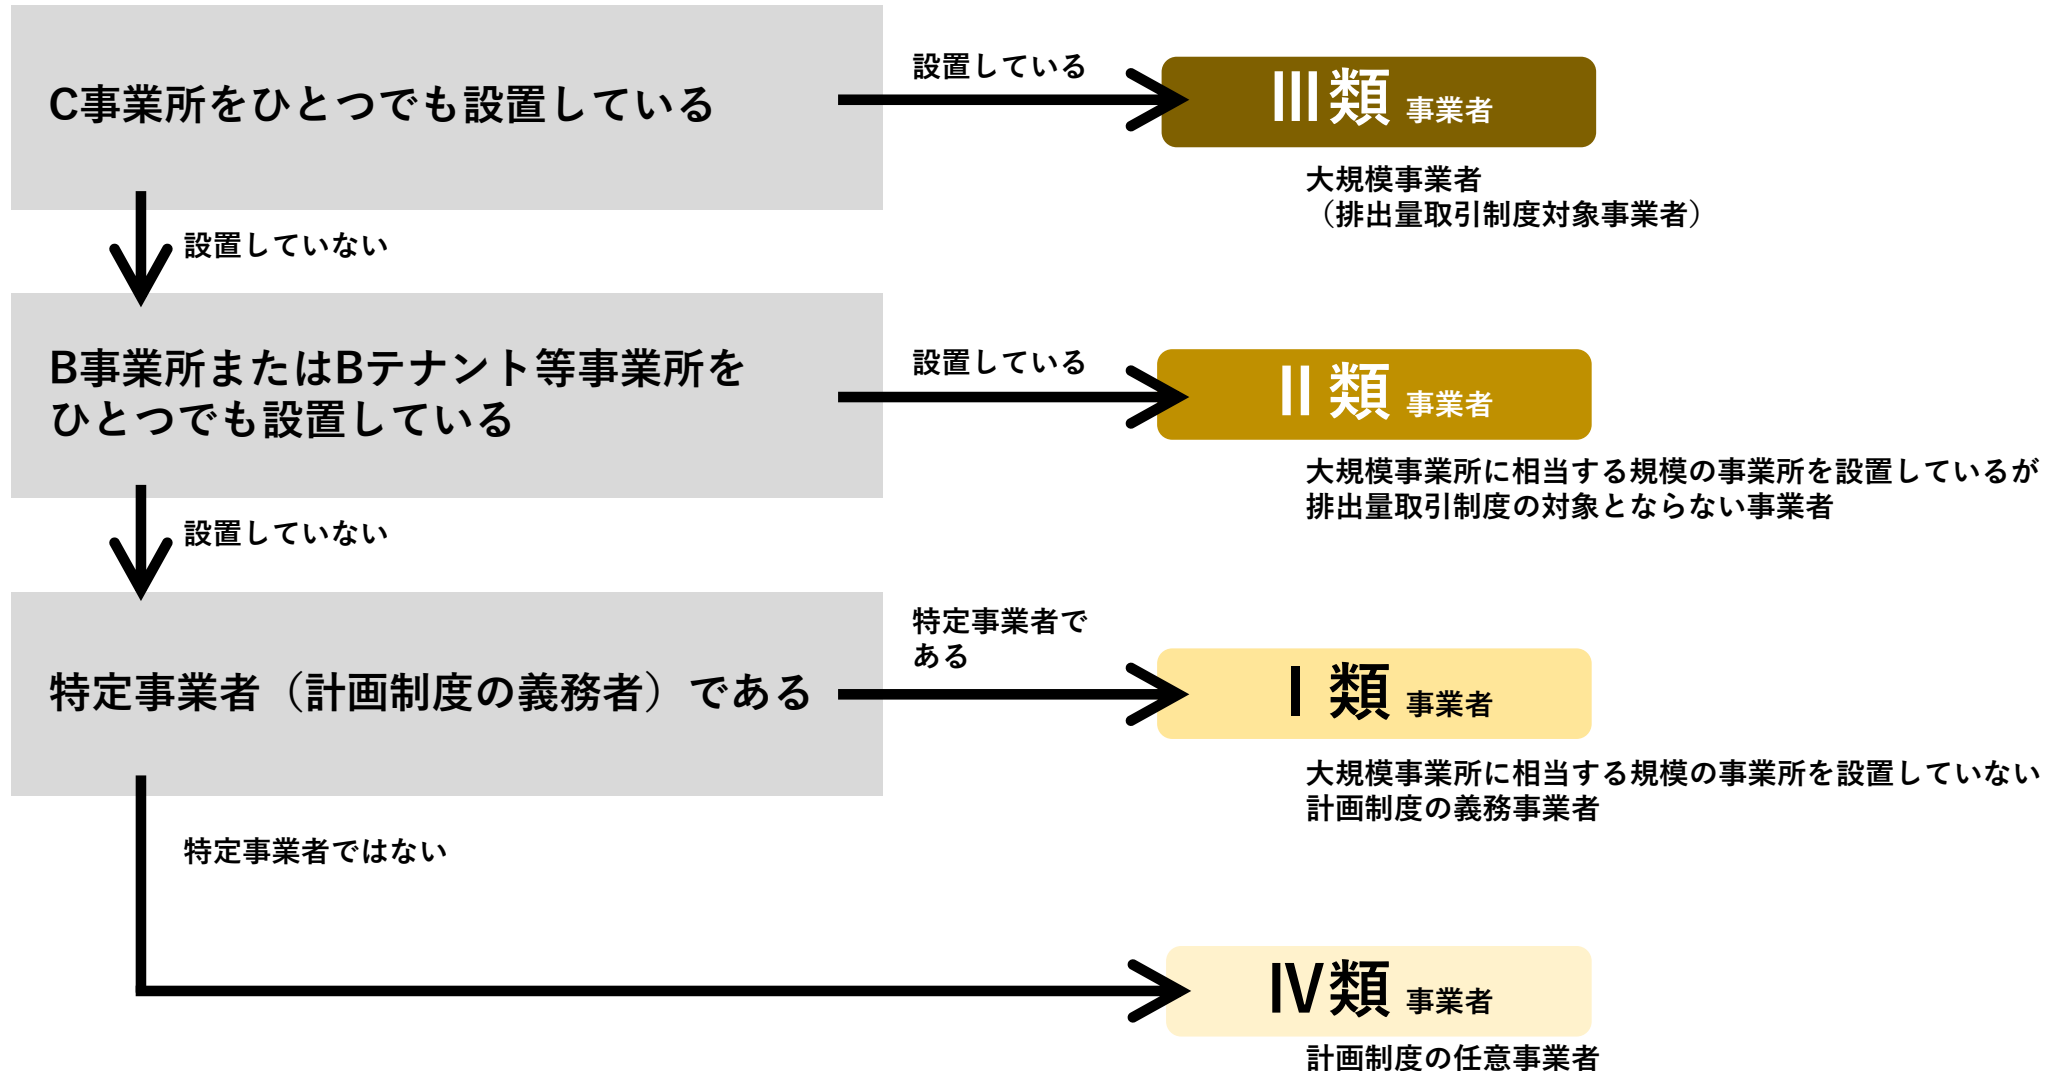 C事業所をひとつでも設置している
設置している
Ⅲ類 事業者
大規模事業者
（排出量取引制度対象事業者）
設置していない
B事業所またはBテナント等事業所を
ひとつでも設置している
設置している
Ⅱ類 事業者
大規模事業所に相当する規模の事業所を設置しているが
排出量取引制度の対象とならない事業者
設置していない
特定事業者（計画制度の義務者）である
特定事業者で
ある
Ⅰ類 事業者
大規模事業所に相当する規模の事業所を設置していない
計画制度の義務事業者
特定事業者ではない
Ⅳ類 事業者
計画制度の任意事業者